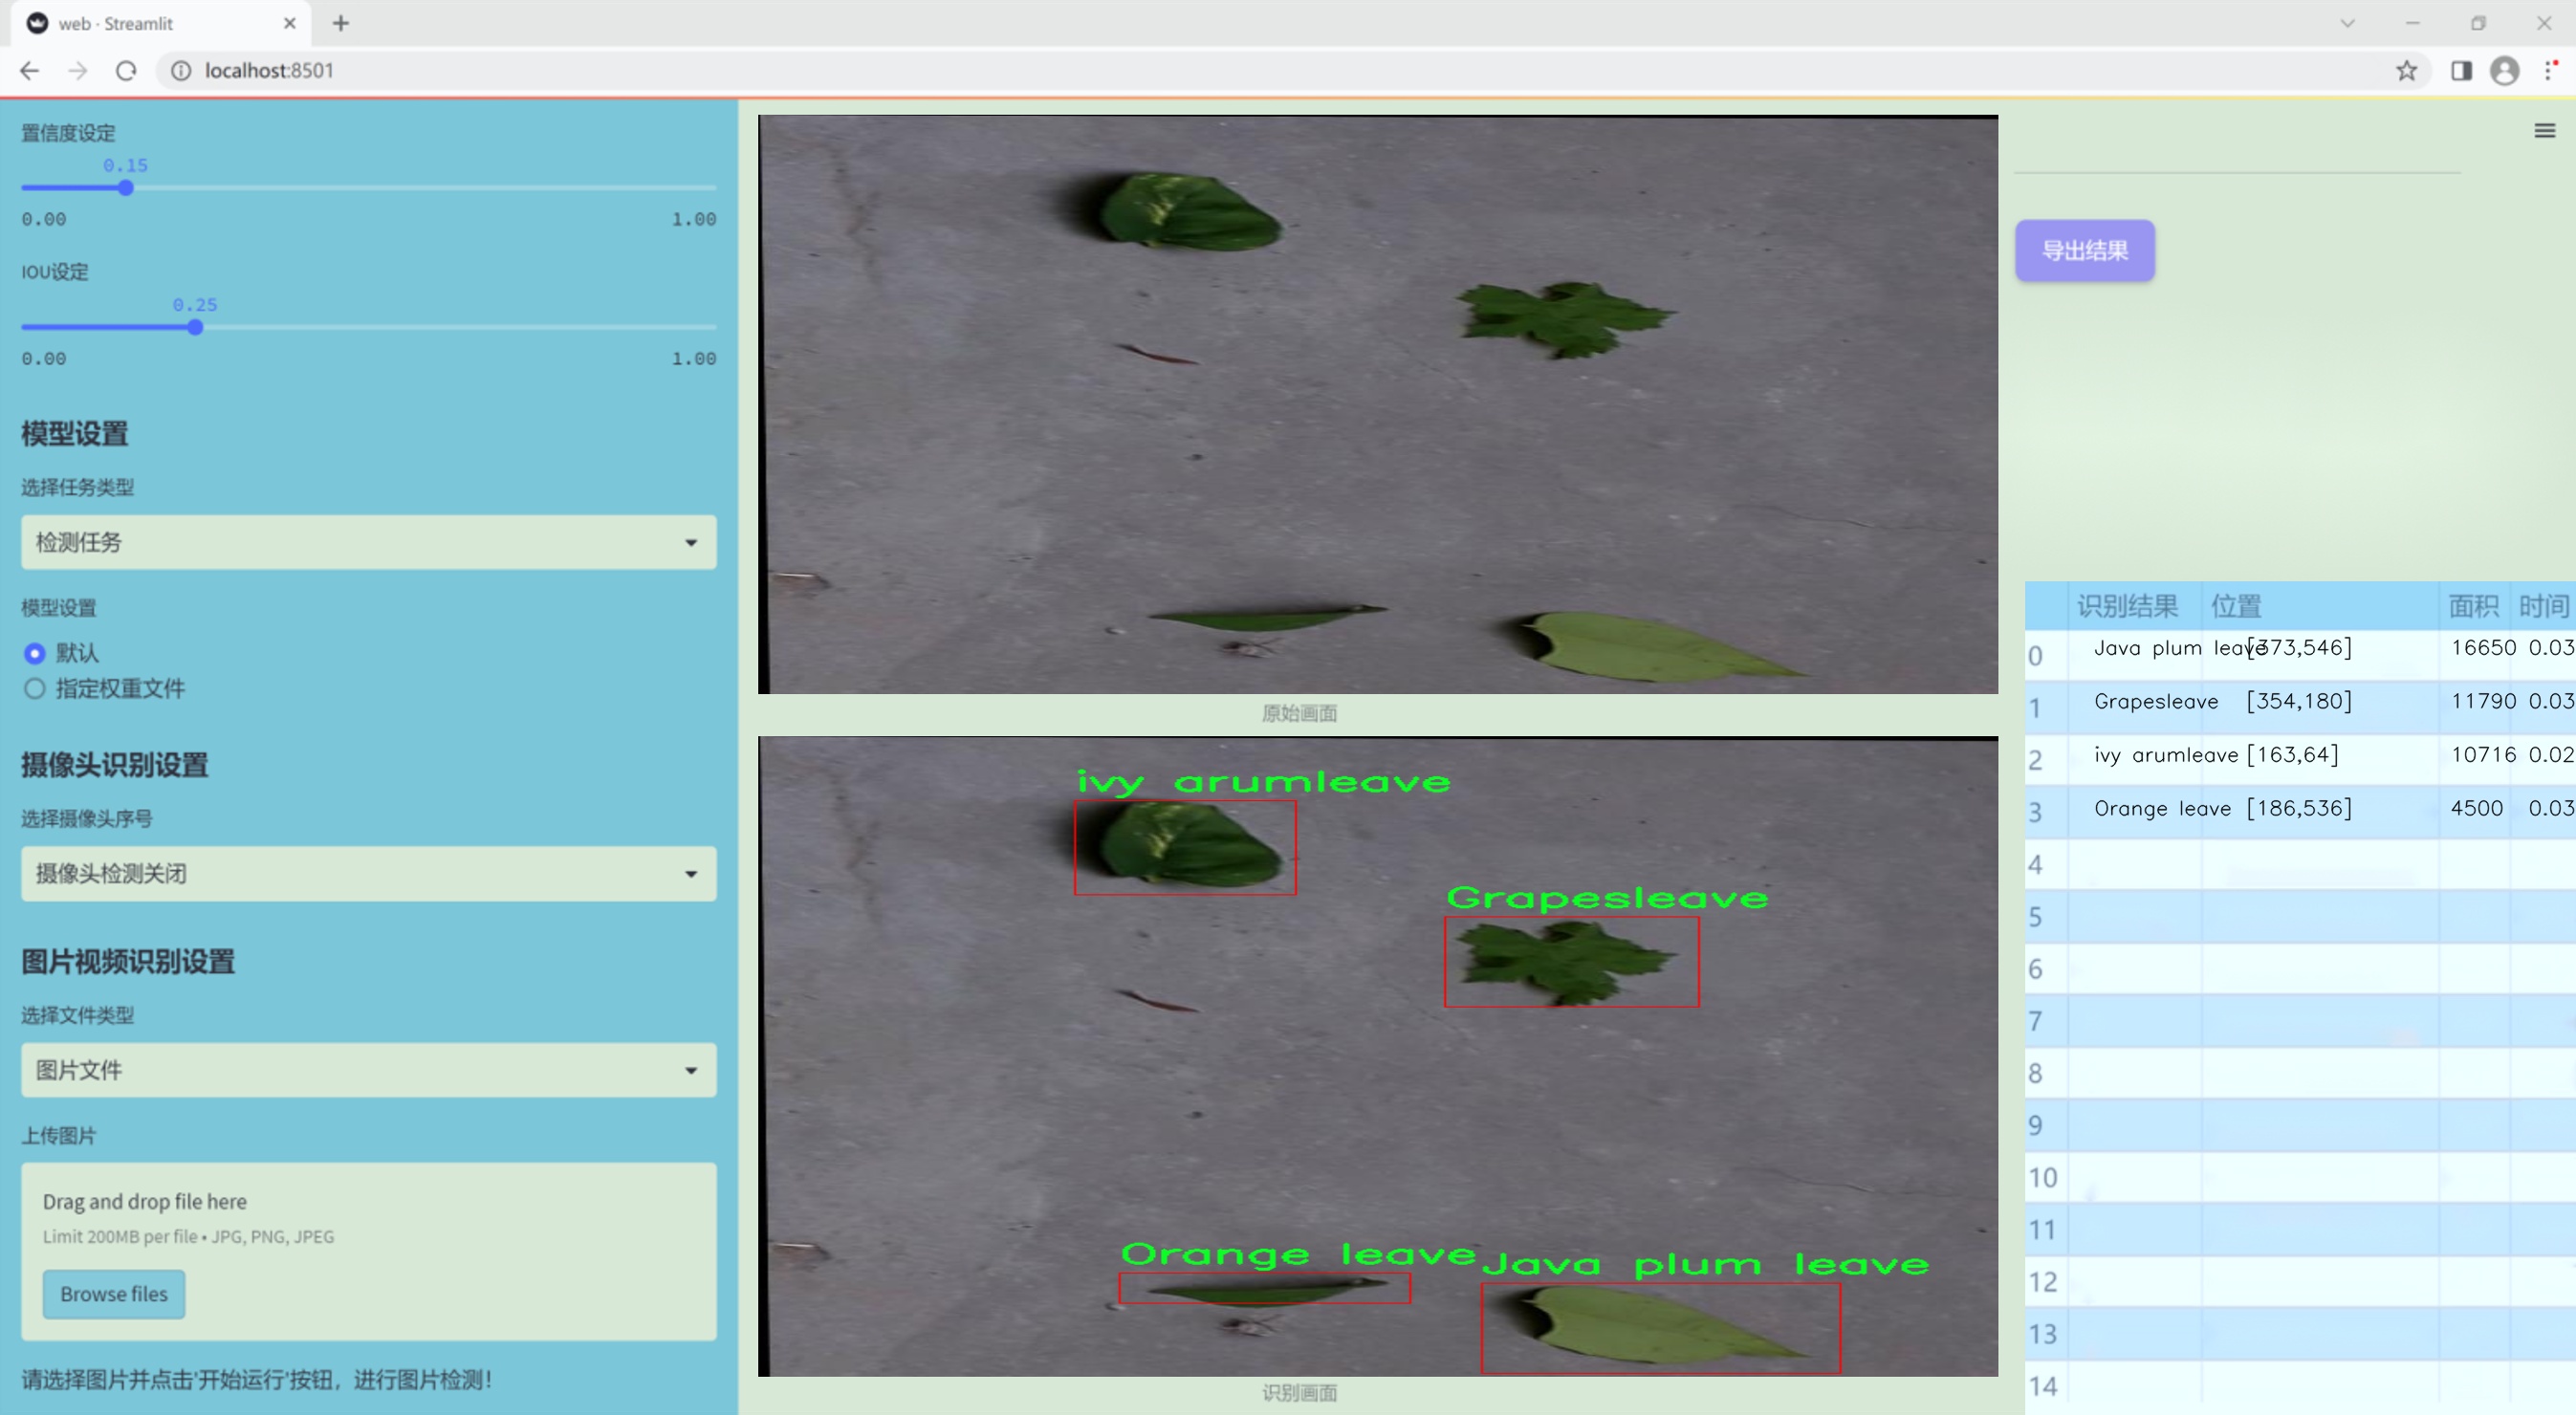 web · Streamlit
localhost:8501
置信度设定
0.15
0.00 1.00
IOU设定
0.25
0.00 1.00
模型设置
选择任务类型
检测任务
模型设置
默认
指定权重文件
摄像头识别设置
选择摄像头序号
摄像头检测关闭
图片视频识别设置
选择文件类型
图片文件
上传图片
Drag and drop file here
Limit 200MB per file • JPG, PNG, JPEG
Browse files
请选择图片并点击'开始运行'按钮，进行图片检测！
原始画面
ivy arumleave
Grapesleave
Orange leave
Java plum leave
识别画面
导出结果
识别结果 位置 面积 时间
0 Java plum leave [373,546] 16650 0.03
1 Grapesleave [354,180] 11790 0.03
2 ivy arumleave [163,64] 10716 0.02
3 Orange leave [186,536] 4500 0.03
4
5
6
7
8
9
10
11
12
13
14